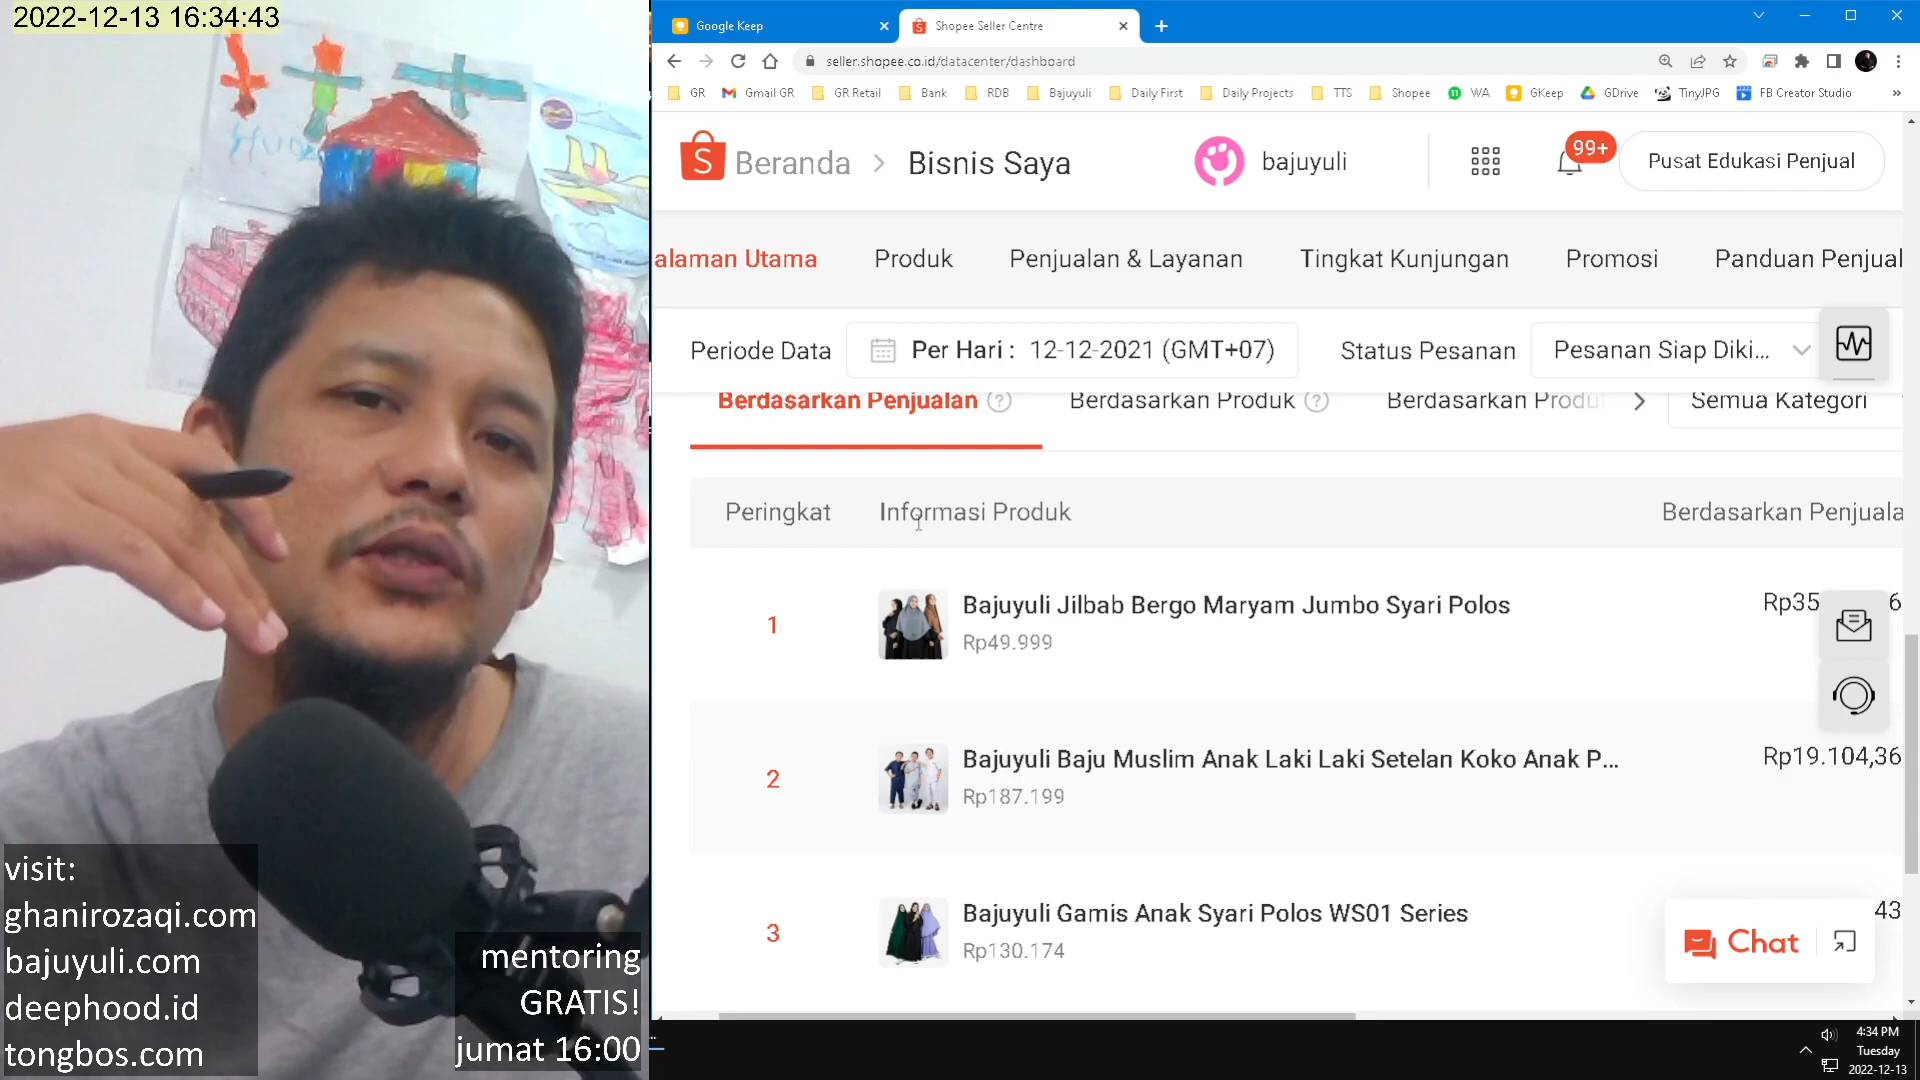 2022-12-13 16:34:43
visit:
ghanirozaqi.com
bajuyuli.com
deephood.id
tongbos.com
mentoring
GRATIS!
jumat 16:00
Google Keep
Shopee Seller Centre
seller.shopee.co.id/datacenter/dashboard
GR Gmail GR GR Retail Bank RDB Bajuyuli Daily First Daily Projects TTS Shopee WA GKeep GDrive TinyJPG FB Creator Studio »
Beranda > Bisnis Saya bajuyuli 99+ Pusat Edukasi Penjual
alaman Utama Produk Penjualan & Layanan Tingkat Kunjungan Promosi Panduan Penjual
Periode Data Per Hari : 12-12-2021 (GMT+07) Status Pesanan Pesanan Siap Diki...
Berdasarkan Penjualan ? Berdasarkan Produk ? Berdasarkan Produ Semua Kategori
Peringkat Informasi Produk Berdasarkan Penjuala
1 Bajuyuli Jilbab Bergo Maryam Jumbo Syari Polos Rp35 6
Rp49.999
2 Bajuyuli Baju Muslim Anak Laki Laki Setelan Koko Anak P... Rp19.104,36
Rp187.199
3 Bajuyuli Gamis Anak Syari Polos WS01 Series 43
Rp130.174
Chat
4:34 PM
Tuesday
2022-12-13